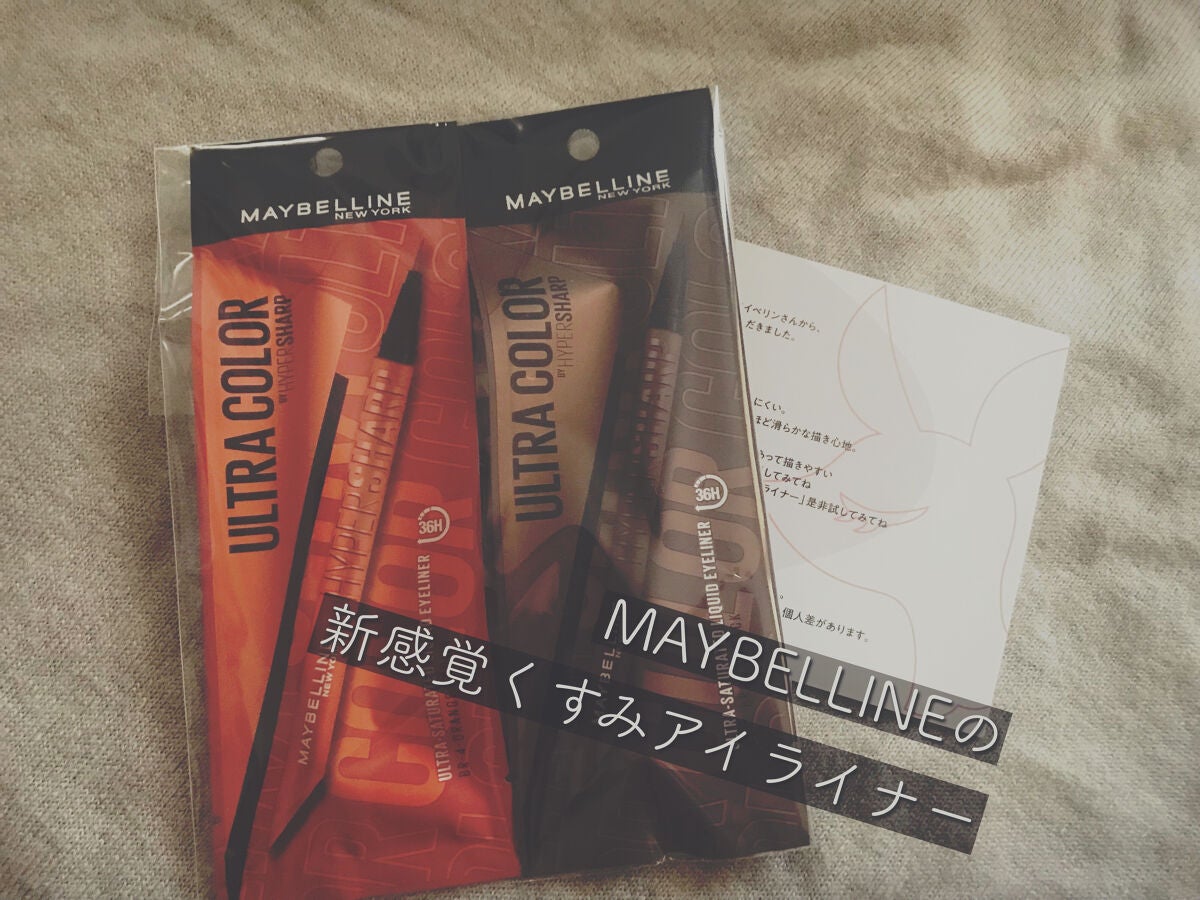 MAYBELLINE
NEW YORK
ULTRA COLOR
BY HYPERSHARP
HYPERSHARP
36H
MAYBELLINE
NEW YORK
MAYBELLINE
NEW YORK
ULTRA COLOR
BY HYPERSHARP
36H
LIQUID EYELINER
イベリンさんから、
だきました。
にくい。
ほど滑らかな描き心地。
って描きやすい
してみてね
ライナー」是非試してみてね
個人差があります。
MAYBELLINEの
新感覚くすみアイライナー